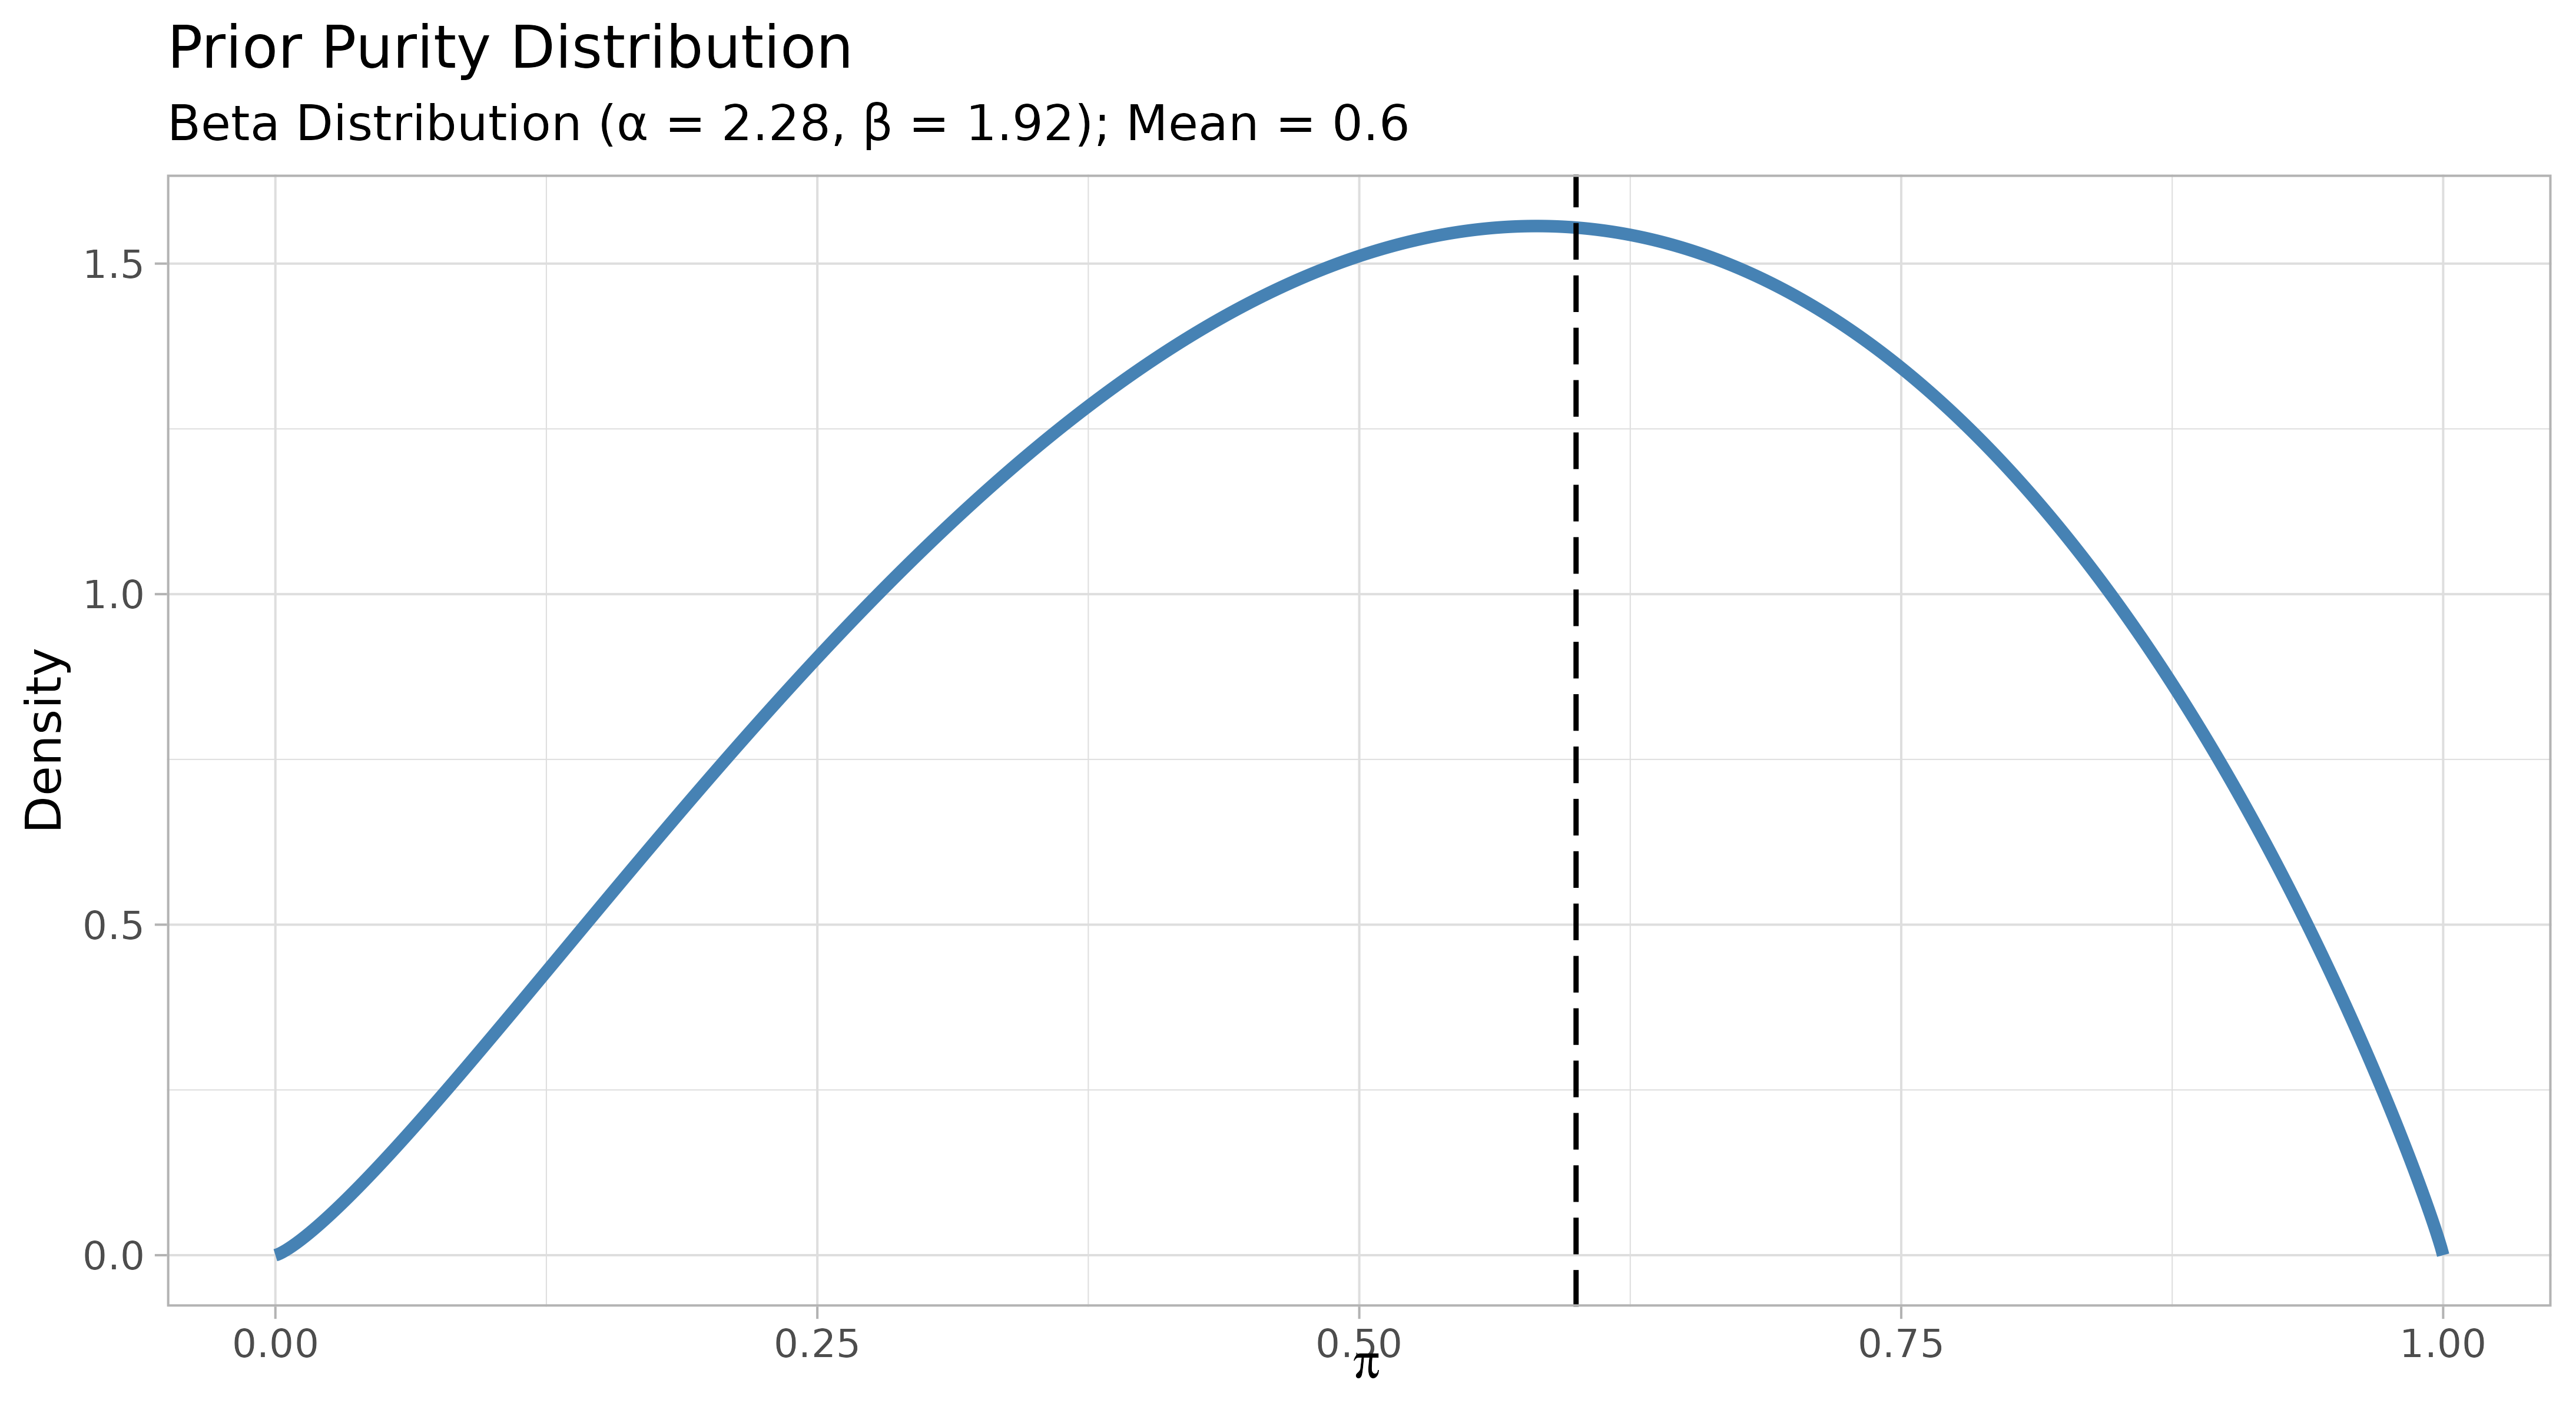 Prior Purity Distribution
Beta Distribution (α = 2.28, β = 1.92); Mean = 0.6
Density
1.5
1.0
0.5
0.0
0.00 0.25 0.50 0.75 1.00
π